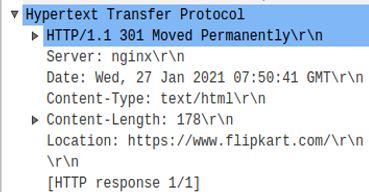 Hypertext Transfer Protocol
HTTP/1.1 301 Moved Permanently\r\n
Server: nginx\r\n
Date: Wed, 27 Jan 2021 07:50:41 GMT\r\n
Content-Type: text/html\r\n
Content-Length: 178\r\n
Location: https://www.flipkart.com/\r\n
\r\n
[HTTP response 1/1]